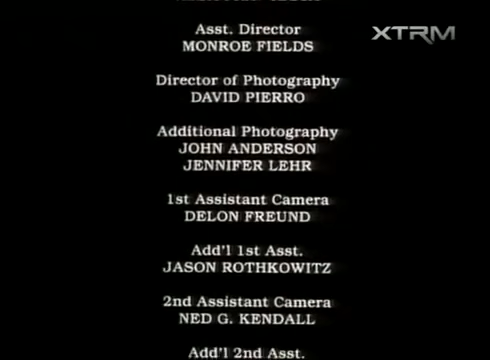 XTRM
Asst. Director
MONROE FIELDS
Director of Photography
DAVID PIERRO
Additional Photography
JOHN ANDERSON
JENNIFER LEHR
1st Assistant Camera
DELON FREUND
Add'l 1st Asst.
JASON ROTHKOWITZ
2nd Assistant Camera
NED G. KENDALL
Add'l 2nd Asst.